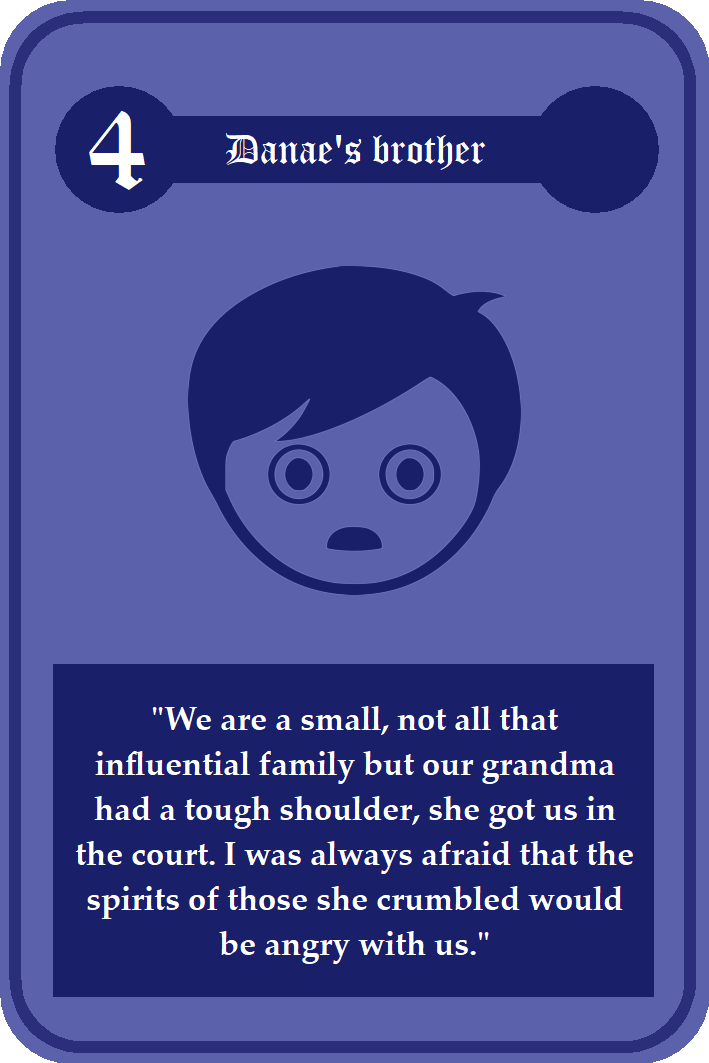 4
Danae's brother
"We are a small, not all that
influential family but our grandma
had a tough shoulder, she got us in
the court. I was always afraid that the
spirits of those she crumbled would
be angry with us."